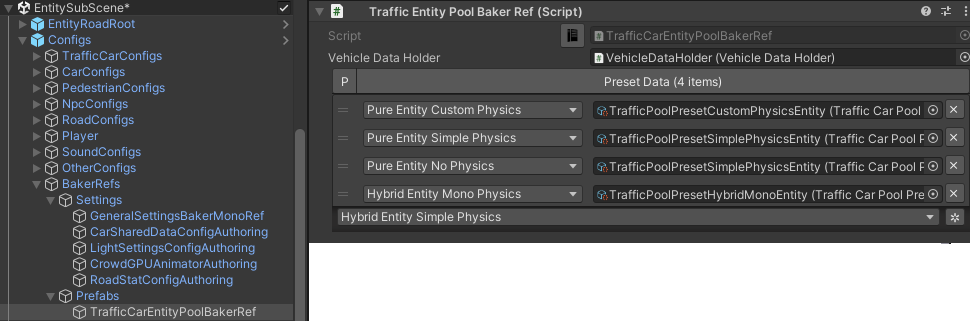 EntitySubScene*
EntityRoadRoot
Configs
TrafficCarConfigs
CarConfigs
PedestrianConfigs
NpcConfigs
RoadConfigs
Player
SoundConfigs
OtherConfigs
BakerRefs
Settings
GeneralSettingsBakerMonoRef
CarSharedDataConfigAuthoring
LightSettingsConfigAuthoring
CrowdGPUAnimatorAuthoring
RoadStatConfigAuthoring
Prefabs
TrafficCarEntityPoolBakerRef
Traffic Entity Pool Baker Ref (Script)
Script TrafficCarEntityPoolBakerRef
Vehicle Data Holder VehicleDataHolder (Vehicle Data Holder)
P Preset Data (4 items)
Pure Entity Custom Physics TrafficPoolPresetCustomPhysicsEntity (Traffic Car Pool
Pure Entity Simple Physics TrafficPoolPresetSimplePhysicsEntity (Traffic Car Pool F
Pure Entity No Physics TrafficPoolPresetSimplePhysicsEntity (Traffic Car Pool F
Hybrid Entity Mono Physics TrafficPoolPresetHybridMonoEntity (Traffic Car Pool Pre
Hybrid Entity Simple Physics